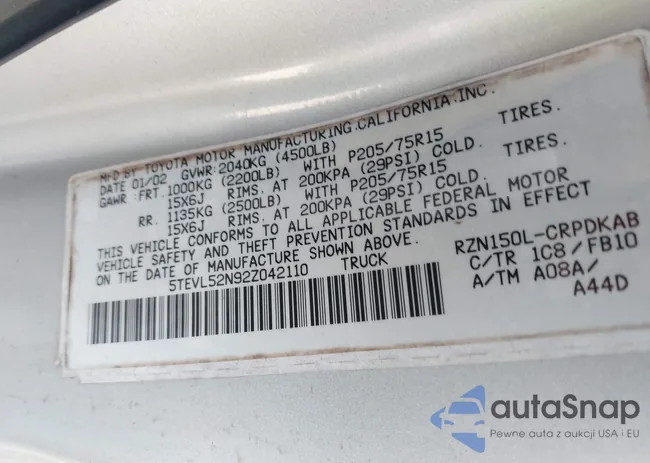 MFD BY TOYOTA MOTOR MANUFACTURING,CALIFORNIA,INC.
DATE 01/02 GVWR:2040KG (4500LB)
GAWR:FRT.1000KG (2200LB) WITH P205/75R15 TIRES.
15X6J RIMS. AT 200KPA (29PSI) COLD.
RR. 1135KG (2500LB) WITH P205/75R15 TIRES.
15X6J RIMS. AT 200KPA (29PSI) COLD.
THIS VEHICLE CONFORMS TO ALL APPLICABLE FEDERAL MOTOR
VEHICLE SAFETY AND THEFT PREVENTION STANDARDS IN EFFECT
ON THE DATE OF MANUFACTURE SHOWN ABOVE.
5TEVL52N92Z042110 TRUCK
RZN150L-CRPDKAB
C/TR 1C8/FB10
A/TM A08A/
A44D
autaSnap
Pewne auta z aukcji USA i EU